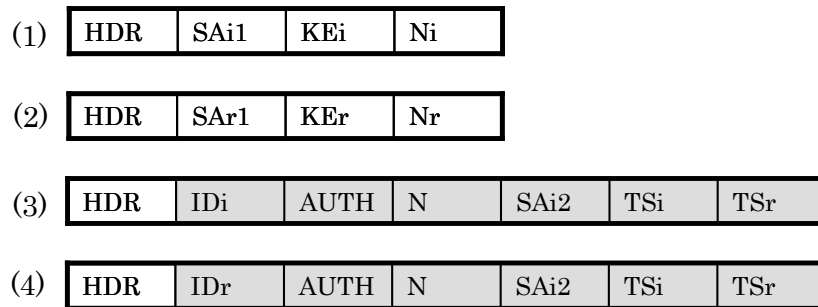 (1) HDR SAi1 KEi Ni
(2) HDR SAr1 KEr Nr
(3) HDR IDi AUTH N SAi2 TSi TSr
(4) HDR IDr AUTH N SAi2 TSi TSr